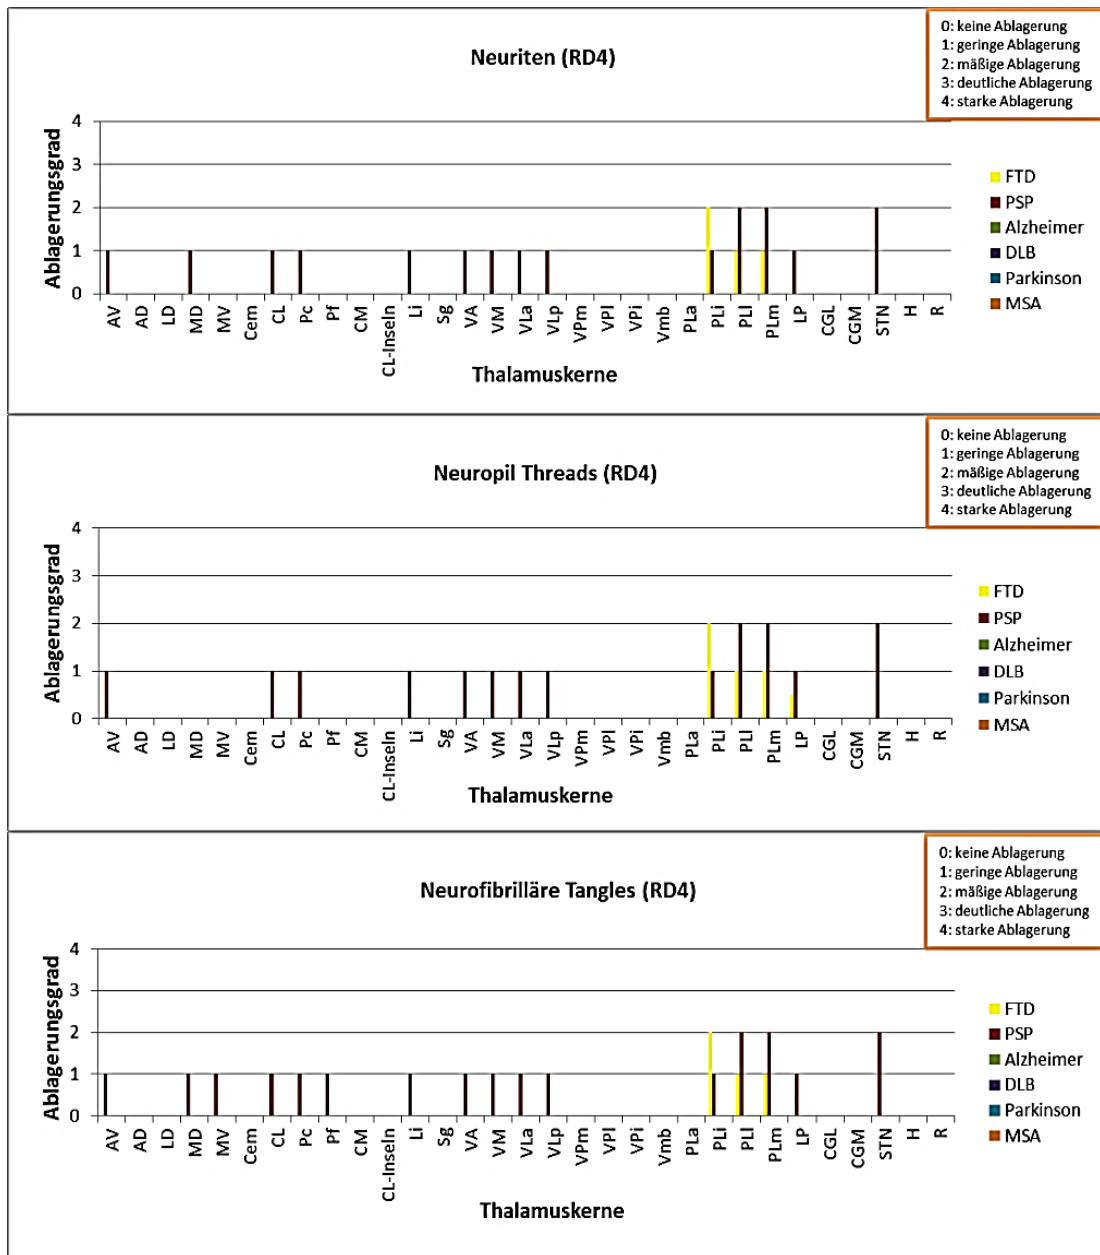 0: keine Ablagerung
1: geringe Ablagerung
2: mäßige Ablagerung
3: deutliche Ablagerung
4: starke Ablagerung
Neuriten (RD4)
Ablagerungsgrad
4
3
2
1
0
AV AD LD MD MV Cem CL Pc Pf CM CL-Inseln Li Sg VA VM VLa VLp VPm VPl VPi Vmb PLa PLi PLl PLm LP CGL CGM STN H R
Thalamuskerne
FTD
PSP
Alzheimer
DLB
Parkinson
MSA
0: keine Ablagerung
1: geringe Ablagerung
2: mäßige Ablagerung
3: deutliche Ablagerung
4: starke Ablagerung
Neuropil Threads (RD4)
Ablagerungsgrad
4
3
2
1
0
AV AD LD MD MV Cem CL Pc Pf CM CL-Inseln Li Sg VA VM VLa VLp VPm VPl VPi Vmb PLa PLi PLl PLm LP CGL CGM STN H R
Thalamuskerne
FTD
PSP
Alzheimer
DLB
Parkinson
MSA
0: keine Ablagerung
1: geringe Ablagerung
2: mäßige Ablagerung
3: deutliche Ablagerung
4: starke Ablagerung
Neurofibrilläre Tangles (RD4)
Ablagerungsgrad
4
3
2
1
0
AV AD LD MD MV Cem CL Pc Pf CM CL-Inseln Li Sg VA VM VLa VLp VPm VPl VPi Vmb PLa PLi PLl PLm LP CGL CGM STN H R
Thalamuskerne
FTD
PSP
Alzheimer
DLB
Parkinson
MSA